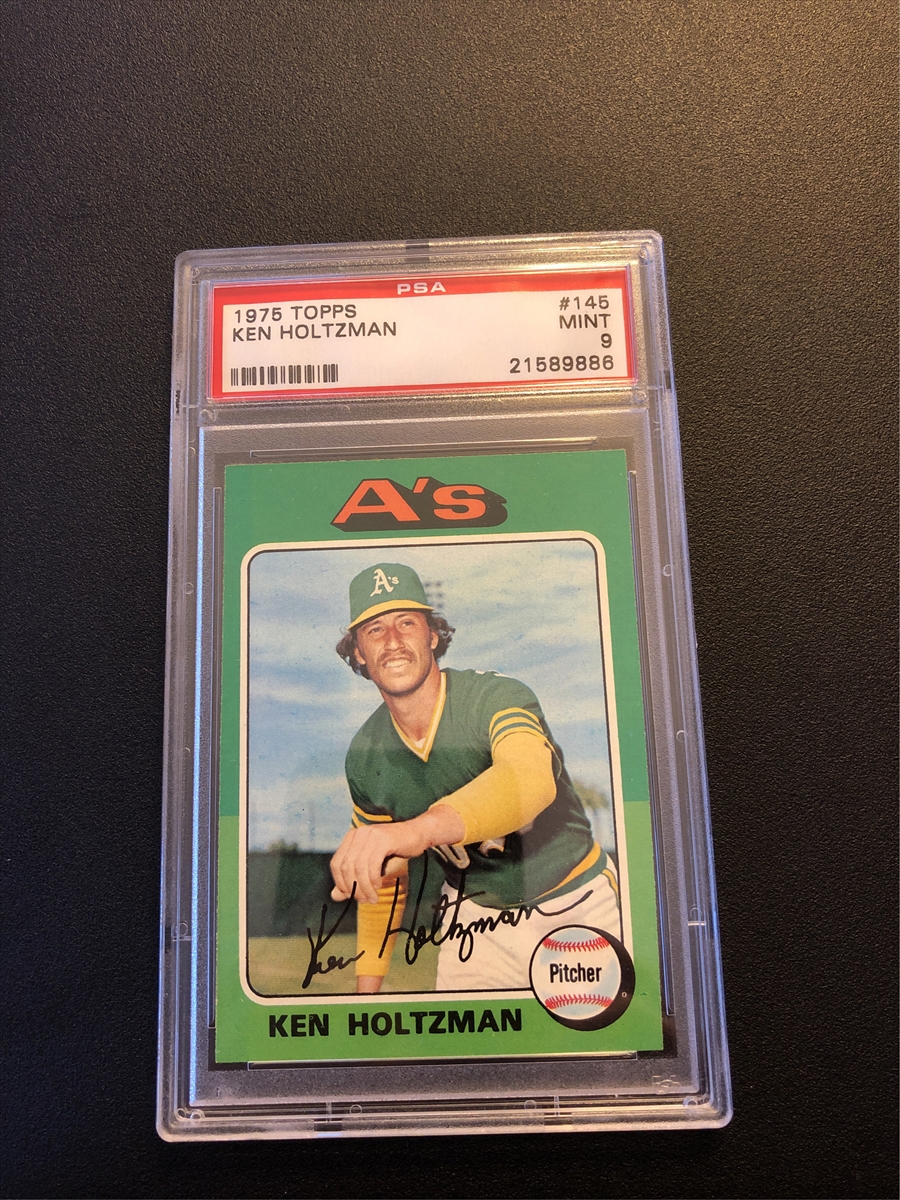 PSA
1975 TOPPS #145
KEN HOLTZMAN MINT
9
21589886
A's
A's
Ken Holtzman
Pitcher
KEN HOLTZMAN